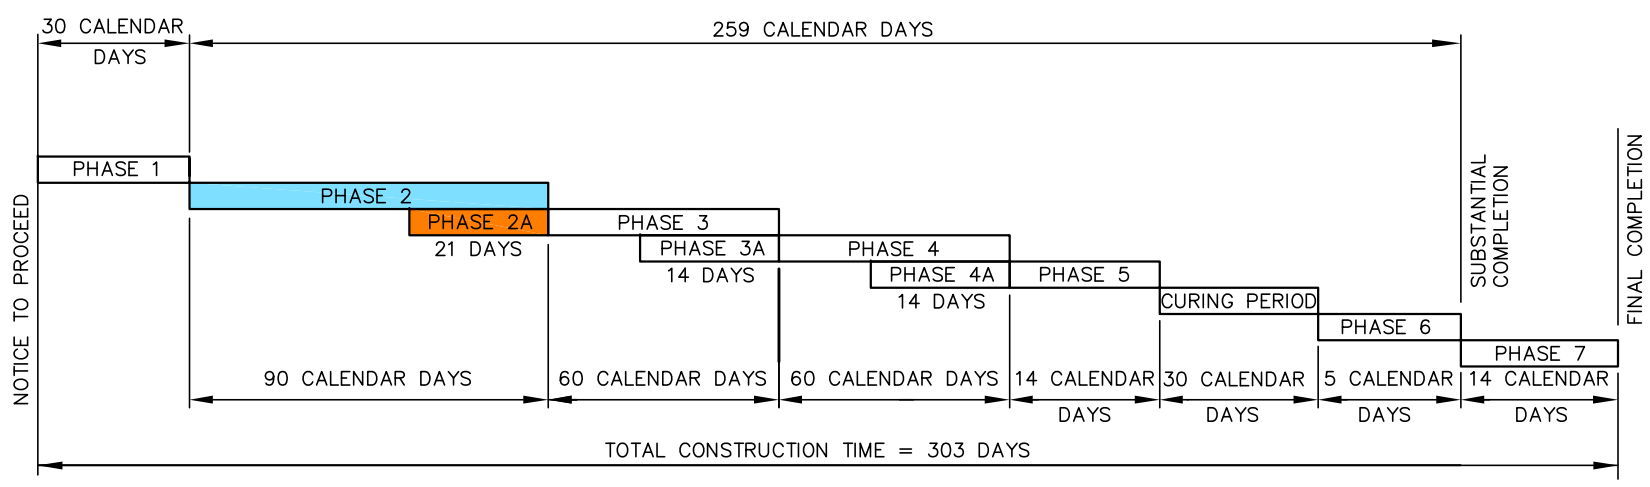 30 CALENDAR
DAYS
259 CALENDAR DAYS
PHASE 1
PHASE 2
PHASE 2A
21 DAYS
PHASE 3
PHASE 3A
14 DAYS
PHASE 4
PHASE 4A
14 DAYS
PHASE 5
CURING PERIOD
PHASE 6
PHASE 7
NOTICE TO PROCEED
SUBSTANTIAL
COMPLETION
FINAL COMPLETION
90 CALENDAR DAYS
60 CALENDAR DAYS
60 CALENDAR DAYS
14 CALENDAR
DAYS
30 CALENDAR
DAYS
5 CALENDAR
DAYS
14 CALENDAR
DAYS
TOTAL CONSTRUCTION TIME = 303 DAYS